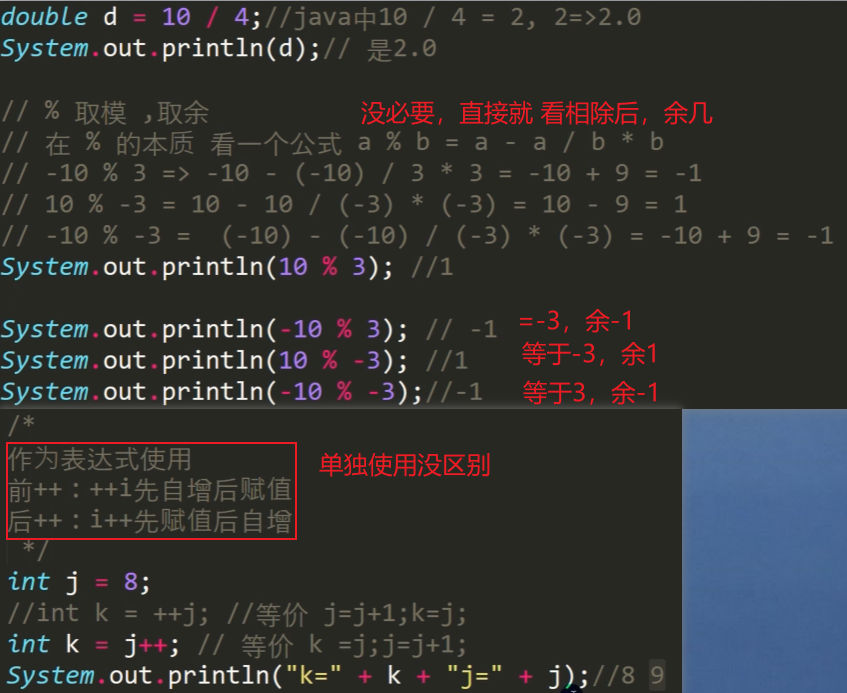 double d = 10 / 4;//java中10 / 4 = 2, 2=>2.0
System.out.println(d);// 是2.0
// % 取模 ,取余 没必要，直接就 看相除后，余几
// 在 % 的本质 看一个公式 a % b = a - a / b * b
// -10 % 3 => -10 - (-10) / 3 * 3 = -10 + 9 = -1
// 10 % -3 = 10 - 10 / (-3) * (-3) = 10 - 9 = 1
// -10 % -3 =  (-10) - (-10) / (-3) * (-3) = -10 + 9 = -1
System.out.println(10 % 3); //1
System.out.println(-10 % 3); // -1 =-3，余-1
System.out.println(10 % -3); //1 等于-3，余1
System.out.println(-10 % -3);//-1 等于3，余-1
/*
作为表达式使用 单独使用没区别
前++：++i先自增后赋值
后++：i++先赋值后自增
*/
int j = 8;
//int k = ++j; //等价 j=j+1;k=j;
int k = j++; // 等价 k =j;j=j+1;
System.out.println("k=" + k + "j=" + j);//8 9